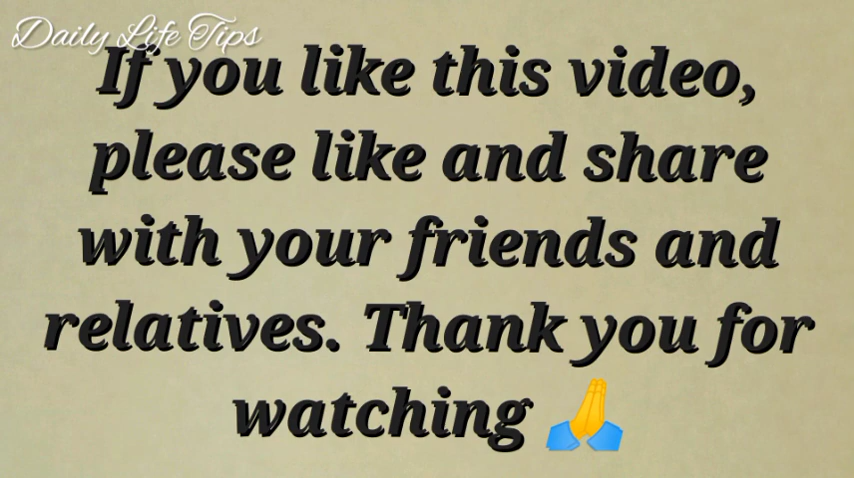 Daily Life Tips
If you like this video,
please like and share
with your friends and
relatives. Thank you for
watching 🙏